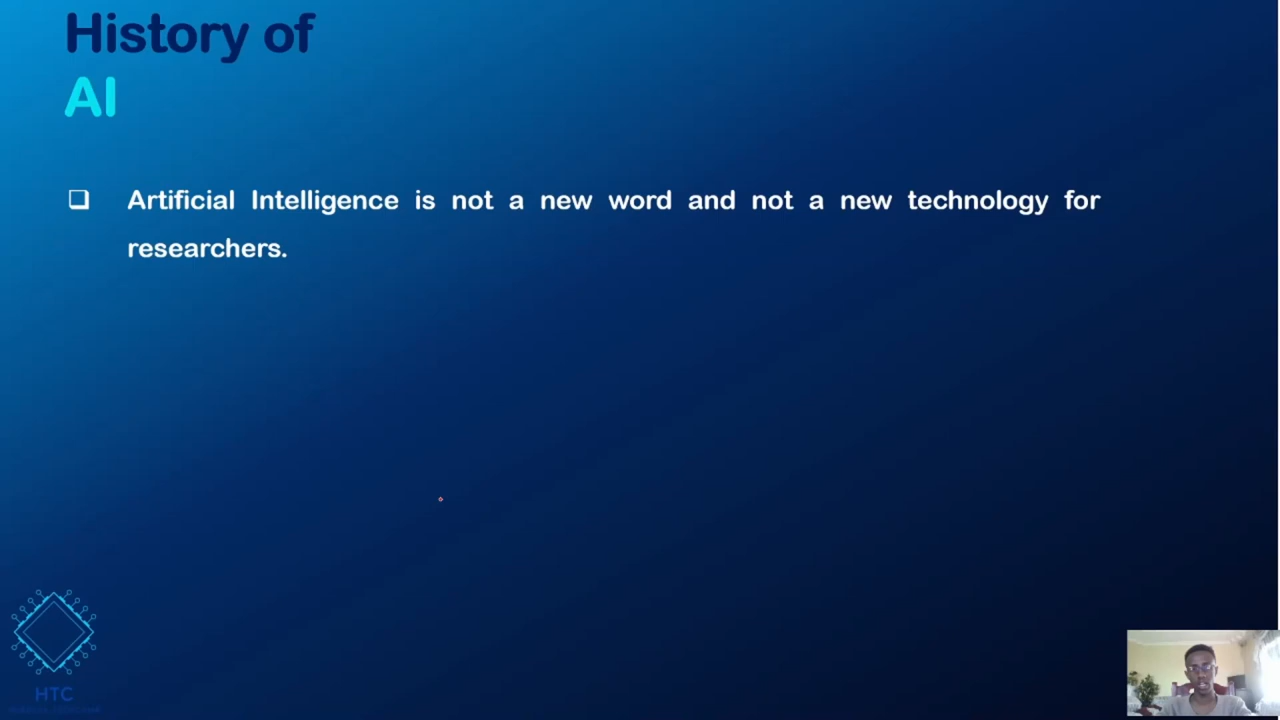 History of
AI
❑ Artificial Intelligence is not a new word and not a new technology for
researchers.
HTC